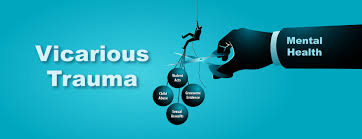 Vicarious
Trauma
Mental
Health
Violent
Acts
Child
Abuse
Gruesome
Evidence
Sexual
Assaults